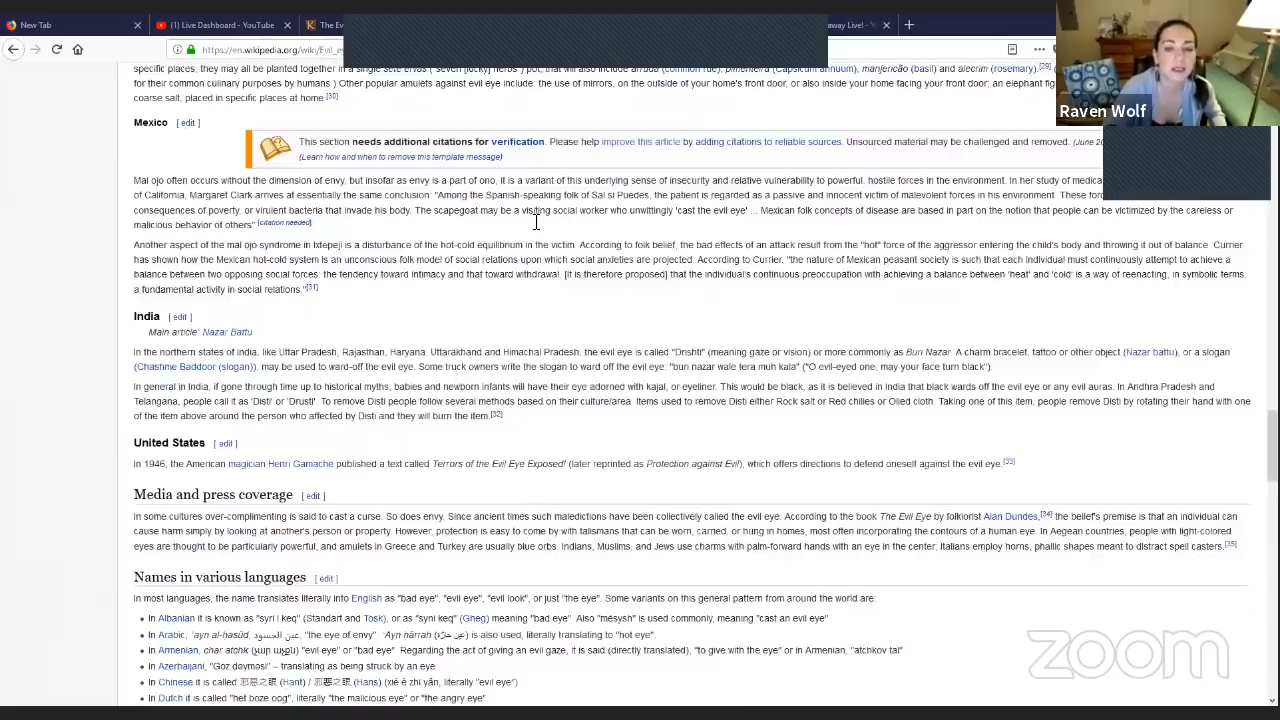 New Tab
(1) Live Dashboard - YouTube
The Ev
away Live!
https://en.wikipedia.org/wiki/Evil_e
Raven Wolf
specific places, they may all be planted together in a single sete ervas ("seven [lucky] herbs") pot, that will also include arruda (common rue), pimenteira (Capsicum annuum), manjericão (basil) and alecrim (rosemary).[29]
for their common culinary purposes by humans.) Other popular amulets against evil eye include: the use of mirrors, on the outside of your home's front door, or also inside your home facing your front door; an elephant fig
coarse salt, placed in specific places at home.[30]
Mexico [edit]
This section needs additional citations for verification. Please help improve this article by adding citations to reliable sources. Unsourced material may be challenged and removed. (June 20
(Learn how and when to remove this template message)
Mal ojo often occurs without the dimension of envy, but insofar as envy is a part of ono, it is a variant of this underlying sense of insecurity and relative vulnerability to powerful, hostile forces in the environment. In her study of medica
of California, Margaret Clark arrives at essentially the same conclusion: "Among the Spanish-speaking folk of Sal si Puedes, the patient is regarded as a passive and innocent victim of malevolent forces in his environment. These for
consequences of poverty, or virulent bacteria that invade his body. The scapegoat may be a visiting social worker who unwittingly 'cast the evil eye' ... Mexican folk concepts of disease are based in part on the notion that people can be victimized by the careless or
malicious behavior of others" [citation needed]
Another aspect of the mal ojo syndrome in Ixtepeji is a disturbance of the hot-cold equilibrium in the victim. According to folk belief, the bad effects of an attack result from the "hot" force of the aggressor entering the child's body and throwing it out of balance. Currier
has shown how the Mexican hot-cold system is an unconscious folk model of social relations upon which social anxieties are projected. According to Currier, "the nature of Mexican peasant society is such that each individual must continuously attempt to achieve a
balance between two opposing social forces: the tendency toward intimacy and that toward withdrawal. [It is therefore proposed] that the individual's continuous preoccupation with achieving a balance between 'heat' and 'cold' is a way of reenacting, in symbolic terms,
a fundamental activity in social relations."[31]
India [edit]
Main article: Nazar Battu
In the northern states of India, like Uttar Pradesh, Rajasthan, Haryana, Uttarakhand and Himachal Pradesh, the evil eye is called "Drishti" (meaning gaze or vision) or more commonly as Buri Nazar. A charm bracelet, tattoo or other object (Nazar battu), or a slogan
(Chashme Baddoor (slogan)), may be used to ward-off the evil eye. Some truck owners write the slogan to ward off the evil eye: "buri nazar wale tera muh kala" ("O evil-eyed one, may your face turn black").
In general in India, if gone through time up to historical myths, babies and newborn infants will have their eye adorned with kajal, or eyeliner. This would be black, as it is believed in India that black wards off the evil eye or any evil auras. In Andhra Pradesh and
Telangana, people call it as 'Disti' or 'Drusti'. To remove Disti people follow several methods based on their culture/area. Items used to remove Disti either Rock salt or Red chilies or Oiled cloth. Taking one of this item, people remove Disti by rotating their hand with one
of the item above around the person who affected by Disti and they will burn the item.[32]
United States [edit]
In 1946, the American magician Henri Gamache published a text called Terrors of the Evil Eye Exposed! (later reprinted as Protection against Evil), which offers directions to defend oneself against the evil eye.[33]
Media and press coverage [edit]
In some cultures over-complimenting is said to cast a curse. So does envy. Since ancient times such maledictions have been collectively called the evil eye. According to the book The Evil Eye by folklorist Alan Dundes,[34] the belief's premise is that an individual can
cause harm simply by looking at another's person or property. However, protection is easy to come by with talismans that can be worn, carried, or hung in homes, most often incorporating the contours of a human eye. In Aegean countries, people with light-colored
eyes are thought to be particularly powerful, and amulets in Greece and Turkey are usually blue orbs. Indians, Muslims, and Jews use charms with palm-forward hands with an eye in the center; Italians employ horns, phallic shapes meant to distract spell casters.[35]
Names in various languages [edit]
In most languages, the name translates literally into English as "bad eye", "evil eye", "evil look", or just "the eye". Some variants on this general pattern from around the world are:
• In Albanian it is known as "syri i keq" (Standart and Tosk), or as "syni keq" (Gheg) meaning "bad eye" Also "mësysh" is used commonly, meaning "cast an evil eye"
• In Arabic, ʿayn al-ḥasūd, عين الحسود, "the eye of envy" ʿAyn ḥārrah (عين حارّة) is also used, literally translating to "hot eye".
• In Armenian, char atchk (չար աչք) "evil eye" or "bad eye". Regarding the act of giving an evil gaze, it is said (directly translated), "to give with the eye" or in Armenian, "atchkov tal"
• In Azerbaijani, "Göz dəyməsi" – translating as being struck by an eye
• In Chinese it is called 邪惡之眼 (Hant) / 邪恶之眼 (Hans) (xié è zhī yǎn, literally "evil eye")
• In Dutch it is called "het boze oog", literally "the malicious eye" or "the angry eye"
zoom